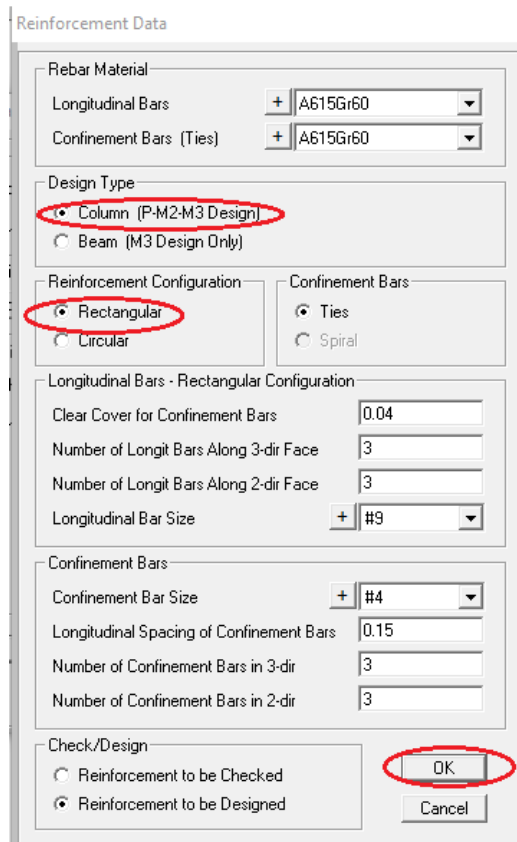 Reinforcement Data
Rebar Material
Longitudinal Bars + A615Gr60
Confinement Bars (Ties) + A615Gr60
Design Type
Column (P-M2-M3 Design)
Beam (M3 Design Only)
Reinforcement Configuration
Rectangular
Circular
Confinement Bars
Ties
Spiral
Longitudinal Bars - Rectangular Configuration
Clear Cover for Confinement Bars 0.04
Number of Longit Bars Along 3-dir Face 3
Number of Longit Bars Along 2-dir Face 3
Longitudinal Bar Size + #9
Confinement Bars
Confinement Bar Size + #4
Longitudinal Spacing of Confinement Bars 0.15
Number of Confinement Bars in 3-dir 3
Number of Confinement Bars in 2-dir 3
Check/Design
Reinforcement to be Checked
Reinforcement to be Designed
OK
Cancel